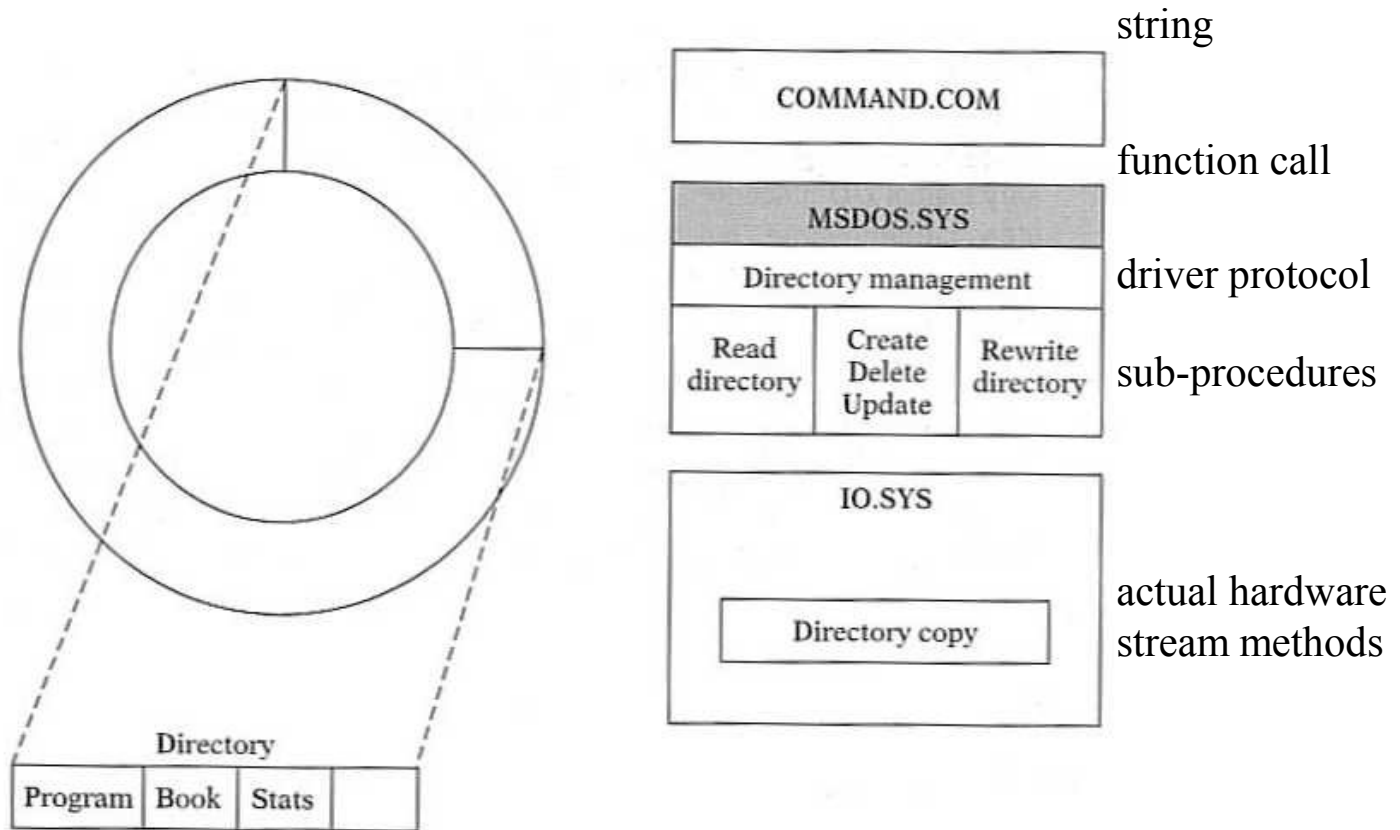 string
COMMAND.COM
function call
MSDOS.SYS
Directory management
driver protocol
Read
directory
Create
Delete
Update
Rewrite
directory
sub-procedures
IO.SYS
Directory copy
actual hardware
stream methods
Directory
Program
Book
Stats